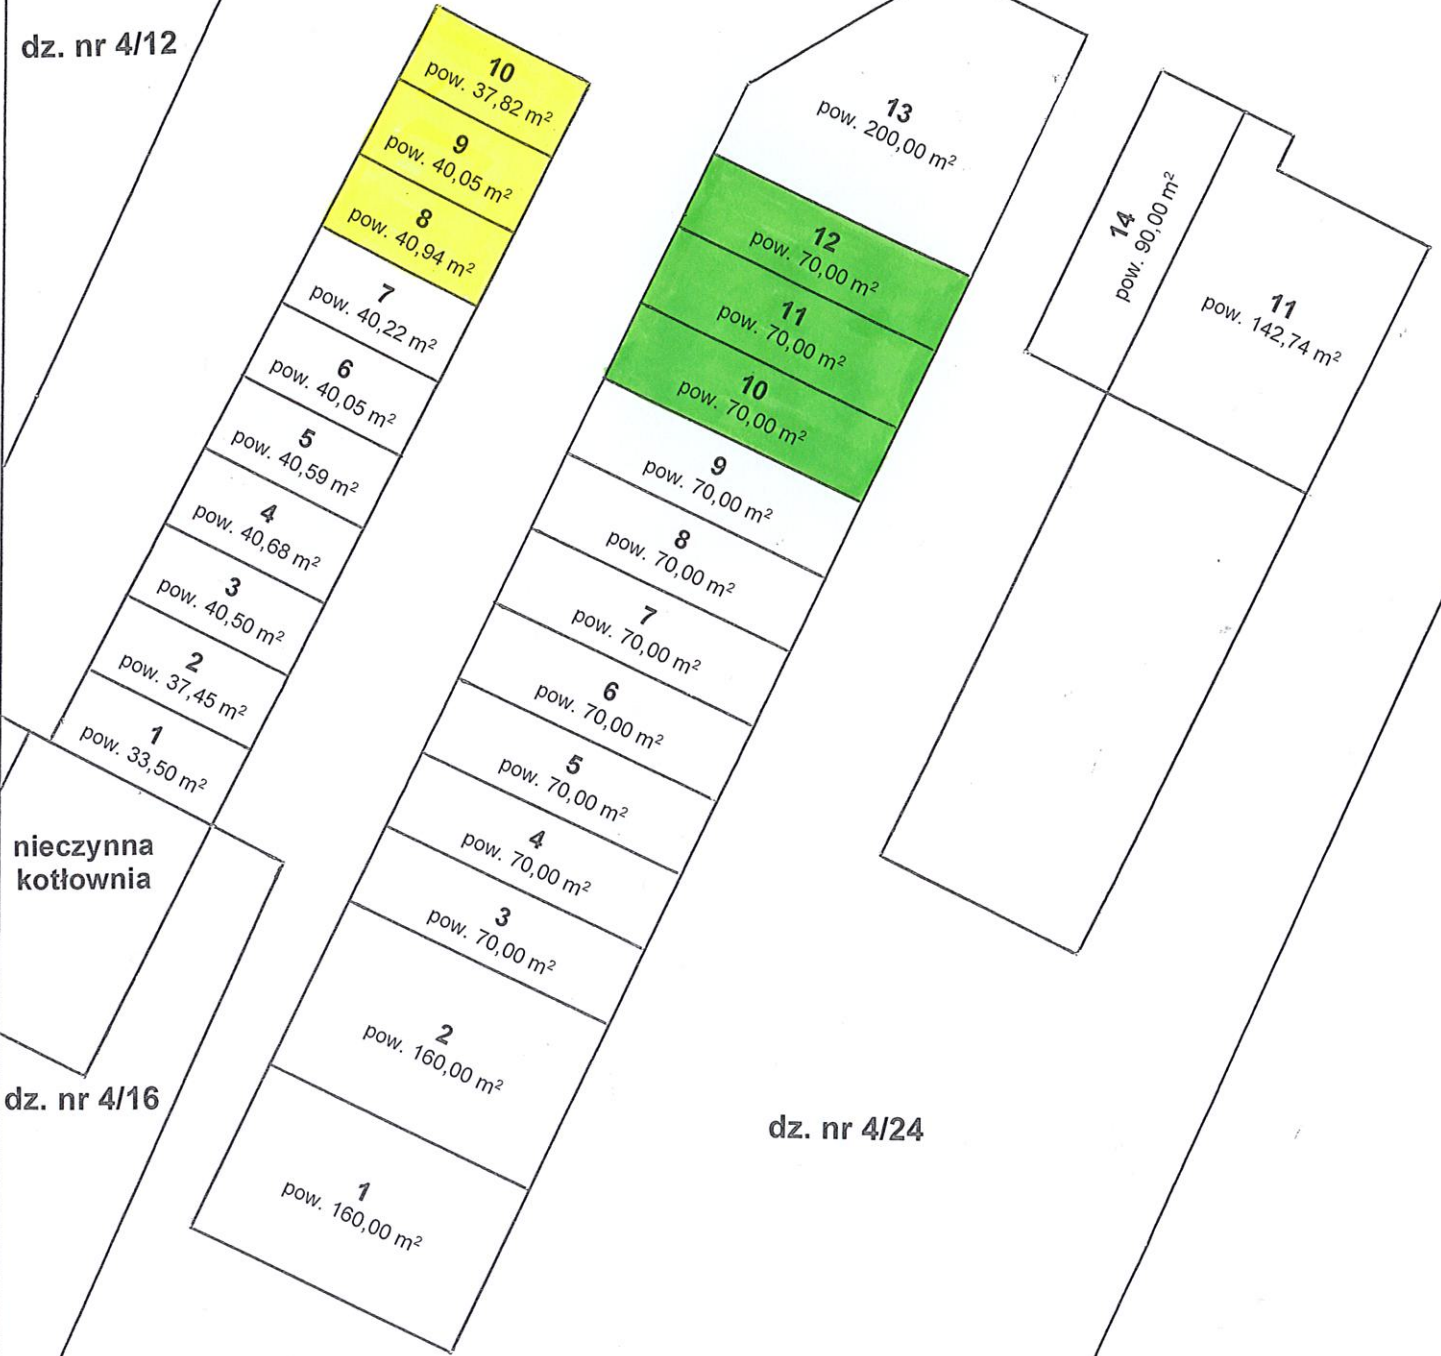 dz. nr 4/12
10
pow. 37,82 m²
9
pow. 40,05 m²
8
pow. 40,94 m²
7
pow. 40,22 m²
6
pow. 40,05 m²
5
pow. 40,59 m²
4
pow. 40,68 m²
3
pow. 40,50 m²
2
pow. 37,45 m²
1
pow. 33,50 m²
nieczynna
kotłownia
dz. nr 4/16
13
pow. 200,00 m²
12
pow. 70,00 m²
11
pow. 70,00 m²
10
pow. 70,00 m²
9
pow. 70,00 m²
8
pow. 70,00 m²
7
pow. 70,00 m²
6
pow. 70,00 m²
5
pow. 70,00 m²
4
pow. 70,00 m²
3
pow. 70,00 m²
2
pow. 160,00 m²
1
pow. 160,00 m²
14
pow. 90,00 m²
11
pow. 142,74 m²
dz. nr 4/24